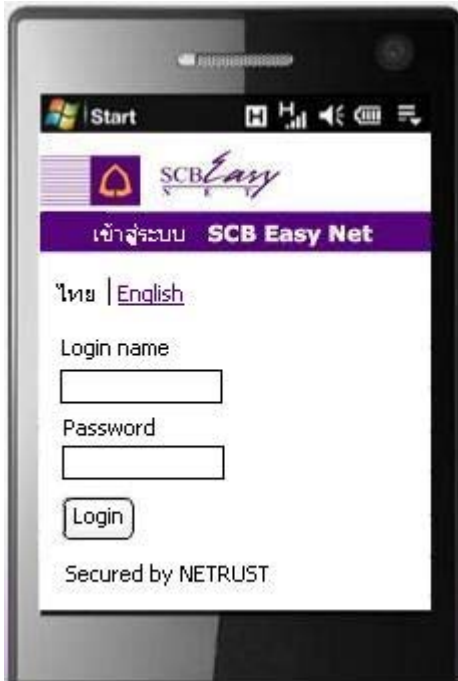 Start
SCB Easy
NET
เข้าสู่ระบบ SCB Easy Net
ไทย | English
Login name
Password
Login
Secured by NETRUST